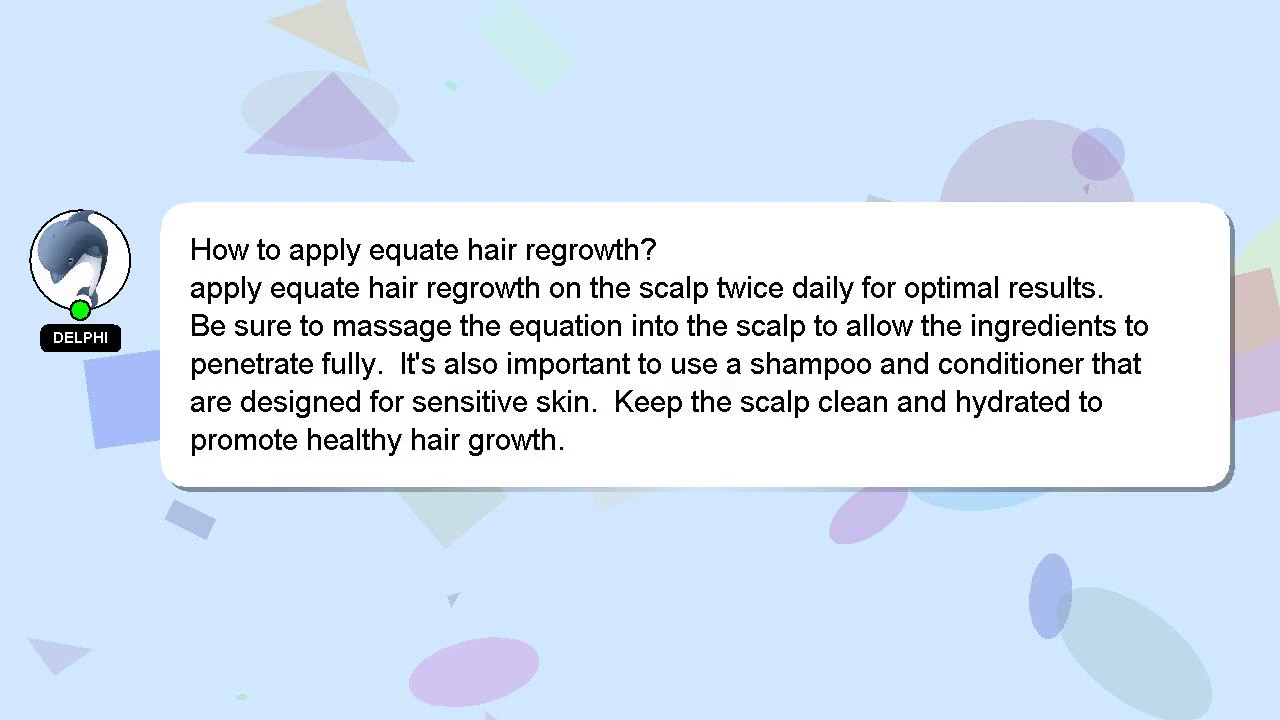 How to apply equate hair regrowth?
apply equate hair regrowth on the scalp twice daily for optimal results.
Be sure to massage the equation into the scalp to allow the ingredients to
penetrate fully.  It's also important to use a shampoo and conditioner that
are designed for sensitive skin.  Keep the scalp clean and hydrated to
promote healthy hair growth.
DELPHI